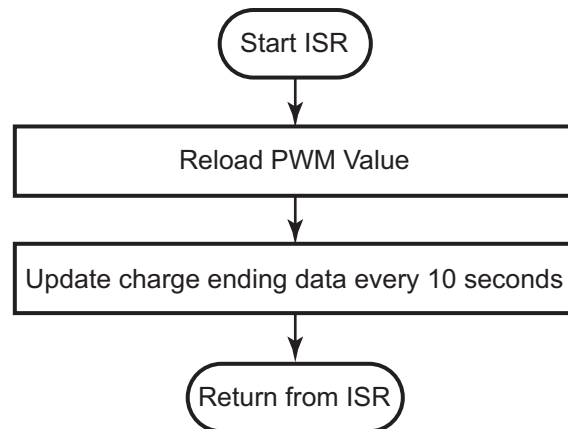 Start ISR
Reload PWM Value
Update charge ending data every 10 seconds
Return from ISR